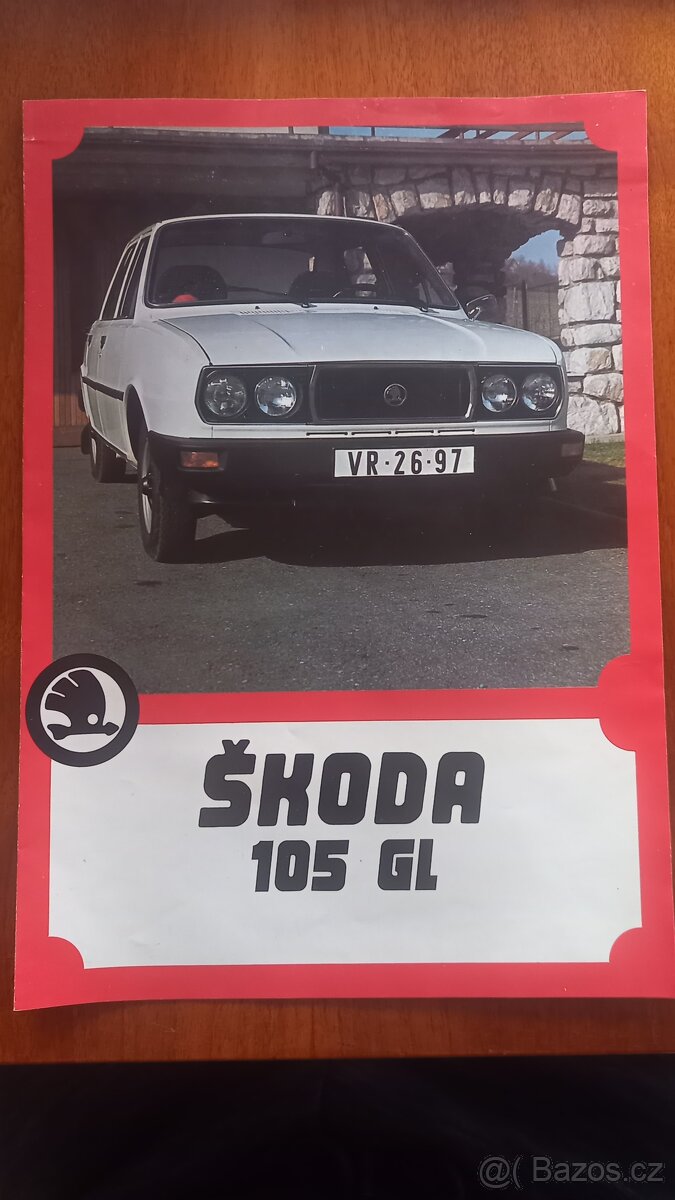 VR·26·97
ŠKODA
105 GL
@( Bazos.cz